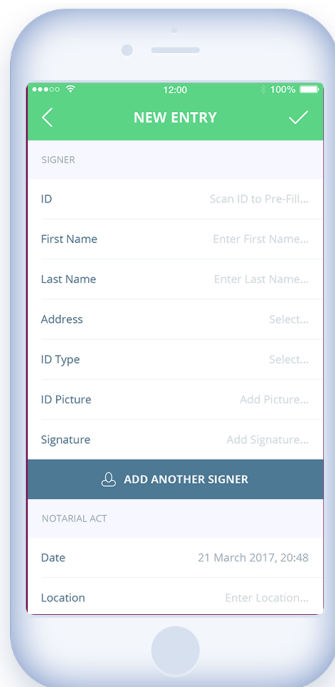 12:00 100%
NEW ENTRY
SIGNER
ID Scan ID to Pre-Fill...
First Name Enter First Name...
Last Name Enter Last Name...
Address Select...
ID Type Select...
ID Picture Add Picture...
Signature Add Signature...
ADD ANOTHER SIGNER
NOTARIAL ACT
Date 21 March 2017, 20:48
Location Enter Location...